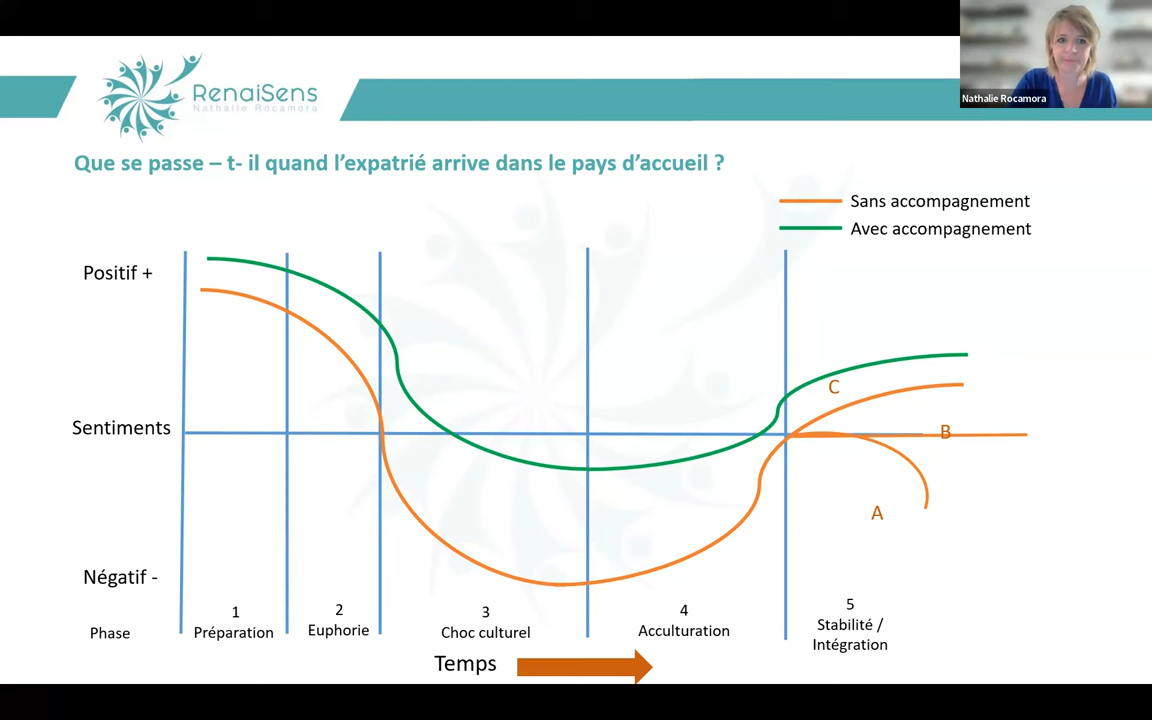 RenaiSens
Nathalie Rocamora
Nathalie Rocamora
Que se passe – t- il quand l'expatrié arrive dans le pays d'accueil ?
Sans accompagnement
Avec accompagnement
Positif +
C
Sentiments
B
A
Négatif -
Phase
1
Préparation
2
Euphorie
3
Choc culturel
4
Acculturation
5
Stabilité /
Intégration
Temps